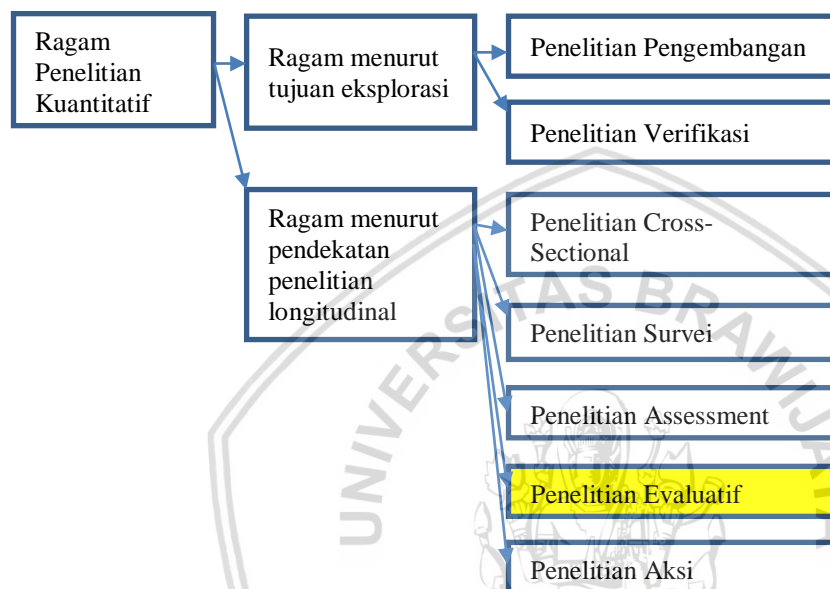 Ragam
Penelitian
Kuantitatif
Ragam menurut
tujuan eksplorasi
Penelitian Pengembangan
Penelitian Verifikasi
Ragam menurut
pendekatan
penelitian
longitudinal
Penelitian Cross-
Sectional
Penelitian Survei
Penelitian Assessment
Penelitian Evaluatif
Penelitian Aksi
UNIVERSITAS BRAWIJA